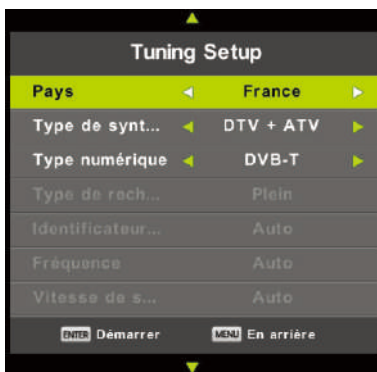 Tuning Setup
Pays France
Type de synt... DTV + ATV
Type numérique DVB-T
Type de rech... Plein
Identificateur... Auto
Fréquence Auto
Vitesse de s... Auto
ENTER Démarrer MENU En arrière